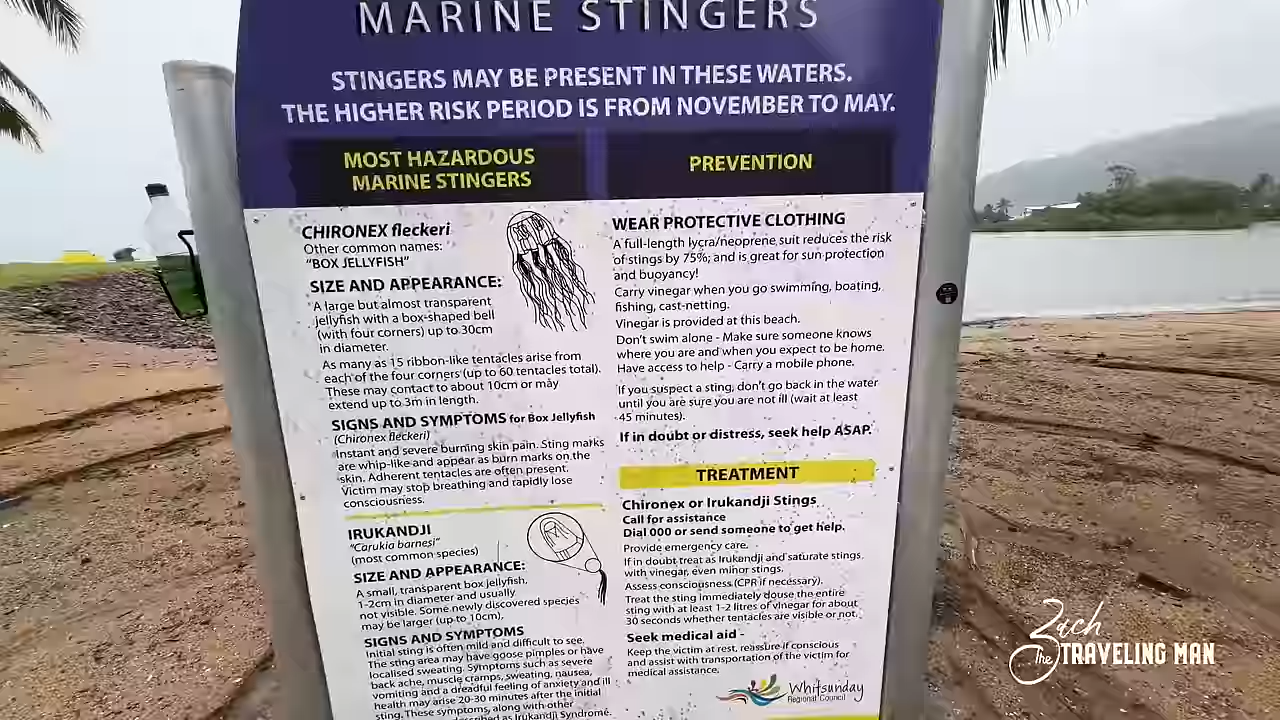 MARINE STINGERS
STINGERS MAY BE PRESENT IN THESE WATERS.
THE HIGHER RISK PERIOD IS FROM NOVEMBER TO MAY.
MOST HAZARDOUS
MARINE STINGERS
CHIRONEX fleckeri
Other common names:
"BOX JELLYFISH"
SIZE AND APPEARANCE:
A large but almost transparent
jellyfish with a box-shaped bell
(with four corners) up to 30cm
in diameter.
As many as 15 ribbon-like tentacles arise from
each of the four corners (up to 60 tentacles total).
These may contact to about 10cm or may
extend up to 3m in length.
SIGNS AND SYMPTOMS for Box Jellyfish
(Chironex fleckeri)
Instant and severe burning skin pain. Sting marks
are whip-like and appear as burn marks on the
skin. Adherent tentacles are often present.
Victim may stop breathing and rapidly lose
consciousness.
IRUKANDJI
"Carukia barnesi"
(most common species)
SIZE AND APPEARANCE:
A small, transparent box jellyfish,
1-2cm in diameter and usually
not visible. Some newly discovered species
may be larger (up to 10cm).
SIGNS AND SYMPTOMS
Initial sting is often mild and difficult to see.
The sting area may have goose pimples or have
localised sweating. Symptoms such as severe
back ache, muscle cramps, sweating, nausea,
vomiting and a dreadful feeling of anxiety and ill
health may arise 20-30 minutes after the initial
sting. These symptoms, along with other
described as Irukandji Syndrome.
PREVENTION
WEAR PROTECTIVE CLOTHING
A full-length lycra/neoprene suit reduces the risk
of stings by 75%; and is great for sun protection
and buoyancy!
Carry vinegar when you go swimming, boating,
fishing, cast-netting.
Vinegar is provided at this beach.
Don't swim alone - Make sure someone knows
where you are and when you expect to be home.
Have access to help - Carry a mobile phone.
If you suspect a sting, don't go back in the water
until you are sure you are not ill (wait at least
45 minutes).
If in doubt or distress, seek help ASAP.
TREATMENT
Chironex or Irukandji Stings
Call for assistance
Dial 000 or send someone to get help.
Provide emergency care.
If in doubt treat as Irukandji and saturate stings
with vinegar, even minor stings.
Assess consciousness (CPR if necessary).
Treat the sting immediately douse the entire
sting with at least 1-2 litres of vinegar for about
30 seconds whether tentacles are visible or not.
Seek medical aid -
Keep the victim at rest, reassure if conscious
and assist with transportation of the victim for
medical assistance.
Whitsunday
Regional Council
Zach
The TRAVELING MAN